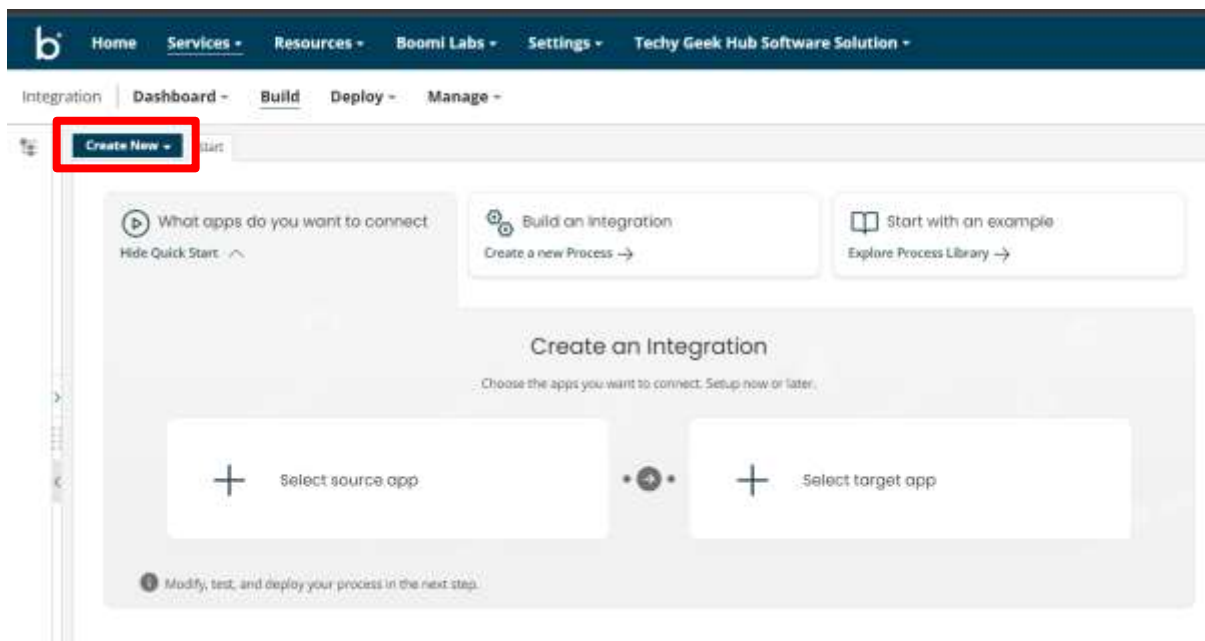 b Home Services Resources Boomi Labs Settings Techy Geek Hub Software Solution
Integration Dashboard Build Deploy Manage
Create New Start
What apps do you want to connect
Hide Quick Start
Build an Integration
Create a new Process →
Start with an example
Explore Process Library →
Create an Integration
Choose the apps you want to connect. Setup now or later.
Select source app
Select target app
Modify, test, and deploy your process in the next step.